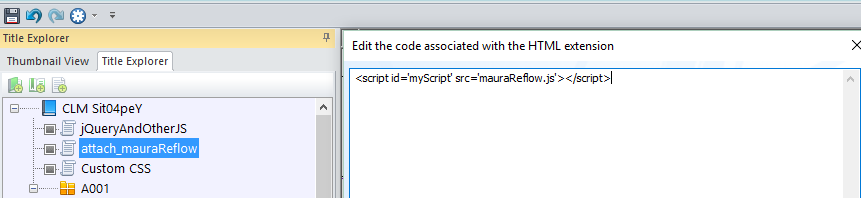 Title Explorer
Thumbnail View Title Explorer
CLM Sit04peY
jQueryAndOtherJS
attach_mauraReflow
Custom CSS
A001
Edit the code associated with the HTML extension
<script id='myScript' src='mauraReflow.js'></script>